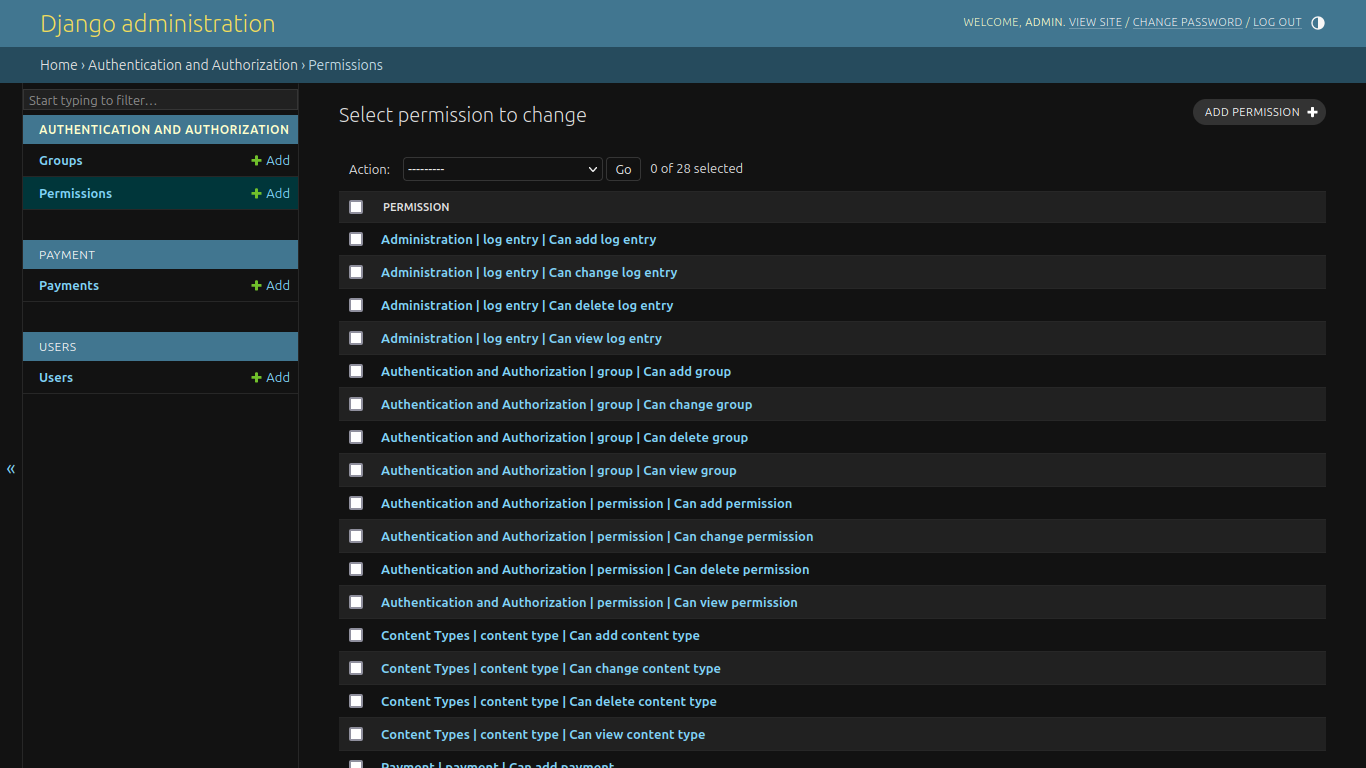 Django administration
WELCOME, ADMIN. VIEW SITE / CHANGE PASSWORD / LOG OUT
Home › Authentication and Authorization › Permissions
Start typing to filter…
AUTHENTICATION AND AUTHORIZATION
Groups
Add
Permissions
Add
PAYMENT
Payments
Add
USERS
Users
Add
«
Select permission to change
ADD PERMISSION
Action:
---------
Go
0 of 28 selected
PERMISSION
Administration | log entry | Can add log entry
Administration | log entry | Can change log entry
Administration | log entry | Can delete log entry
Administration | log entry | Can view log entry
Authentication and Authorization | group | Can add group
Authentication and Authorization | group | Can change group
Authentication and Authorization | group | Can delete group
Authentication and Authorization | group | Can view group
Authentication and Authorization | permission | Can add permission
Authentication and Authorization | permission | Can change permission
Authentication and Authorization | permission | Can delete permission
Authentication and Authorization | permission | Can view permission
Content Types | content type | Can add content type
Content Types | content type | Can change content type
Content Types | content type | Can delete content type
Content Types | content type | Can view content type
Payment | payment | Can add payment